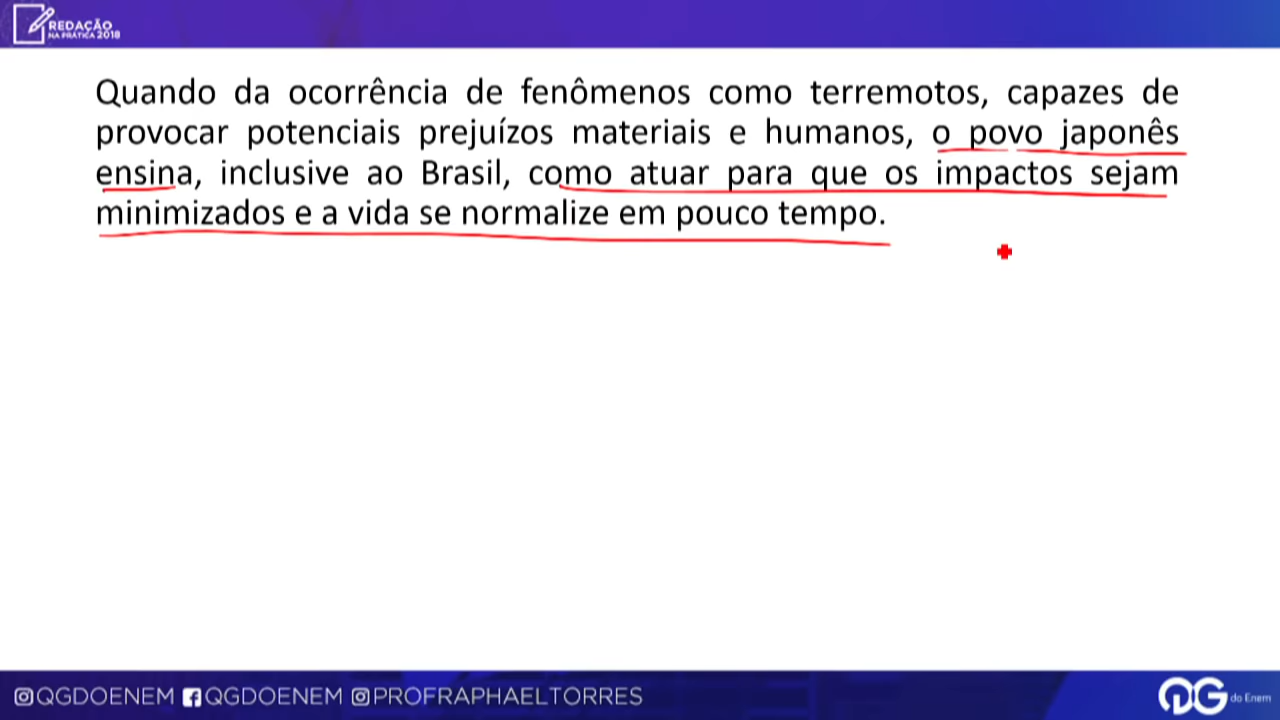 REDAÇÃO
NA PRÁTICA 2018
Quando da ocorrência de fenômenos como terremotos, capazes de
provocar potenciais prejuízos materiais e humanos, o povo japonês
ensina, inclusive ao Brasil, como atuar para que os impactos sejam
minimizados e a vida se normalize em pouco tempo.
@QGDOENEM QGDOENEM @PROFRAPHAELTORRES
QG do Enem